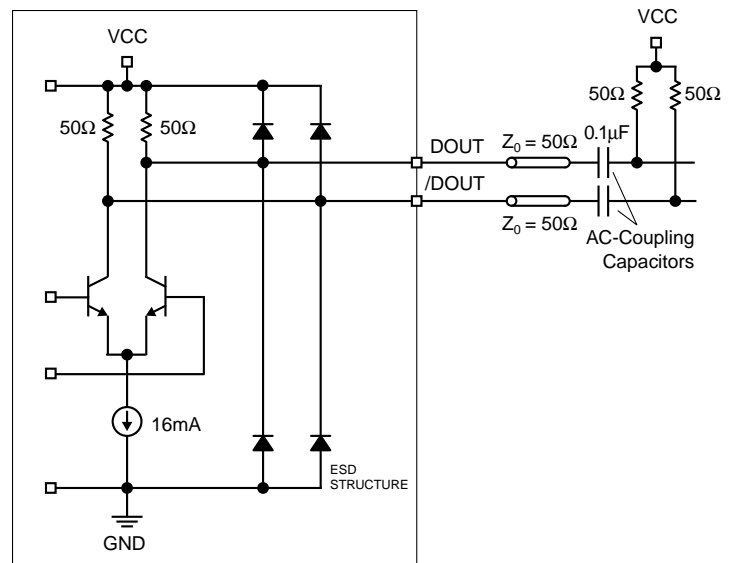 VCC
VCC
50Ω
50Ω
50Ω
50Ω
DOUT
Z0 = 50Ω
0.1µF
/DOUT
Z0 = 50Ω
AC-Coupling
Capacitors
16mA
ESD
STRUCTURE
GND